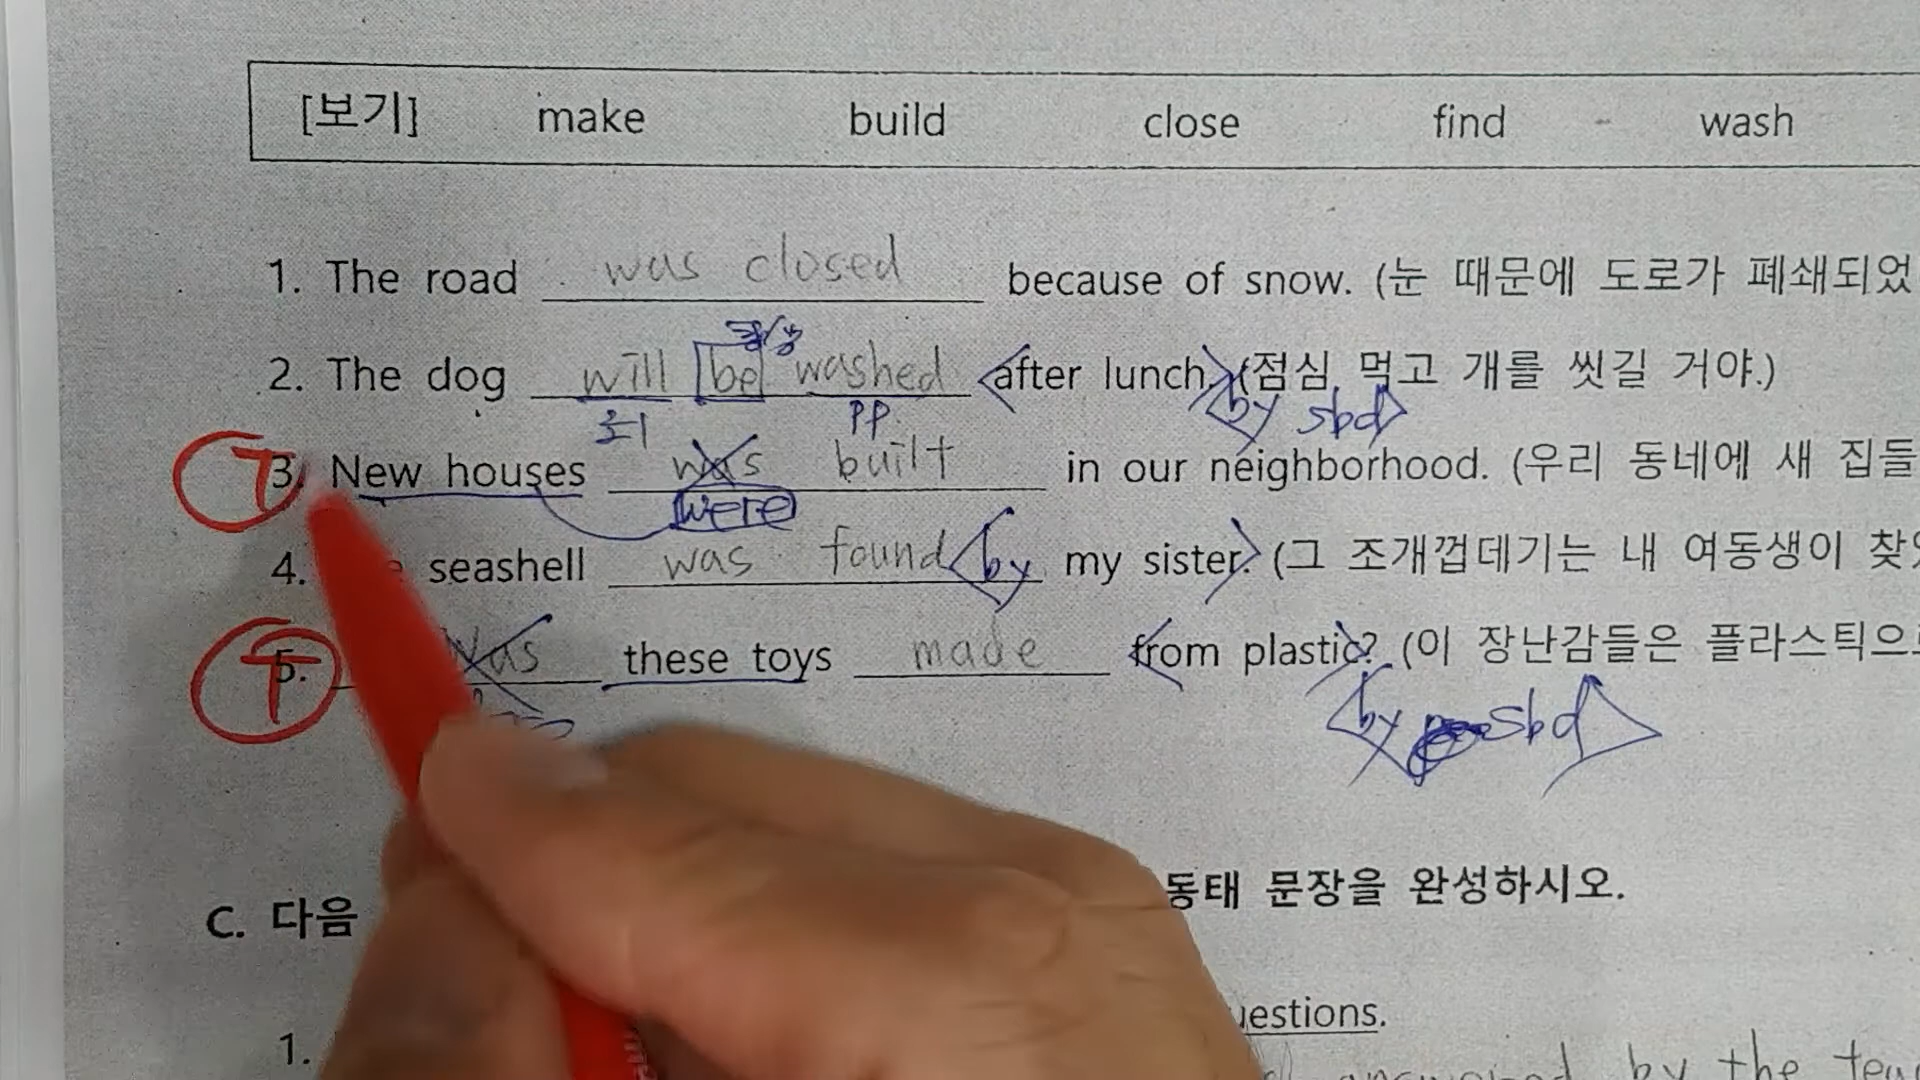 [보기] make build close find wash
1. The road was closed because of snow. (눈 때문에 도로가 폐쇄되었
2. The dog will be washed after lunch. (점심 먹고 개를 씻길 거야.)
조 PP by sbd
T 3. New houses was built in our neighborhood. (우리 동네에 새 집들
were
4. seashell was found by my sister. (그 조개껍데기는 내 여동생이
T 5. Was these toys made from plastic? (이 장난감들은 플라스틱으로
by sbd
C. 다음 동태 문장을 완성하시오.
1. uestions.
answered by the